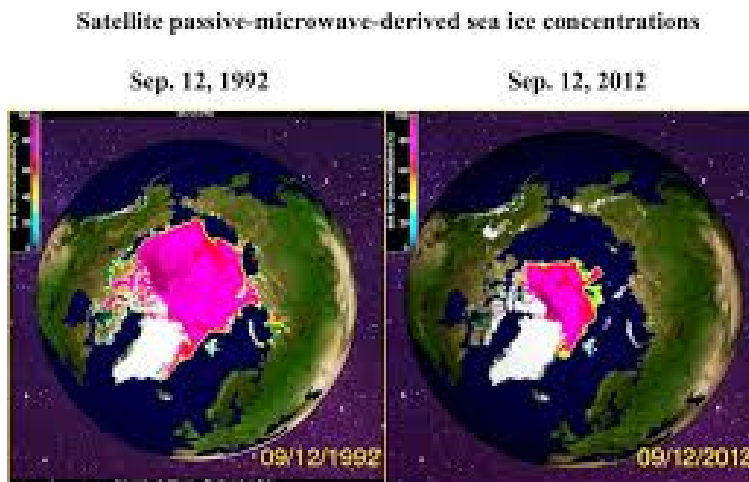 Satellite passive-microwave-derived sea ice concentrations
Sep. 12, 1992
Sep. 12, 2012
09/12/1992
09/12/2012